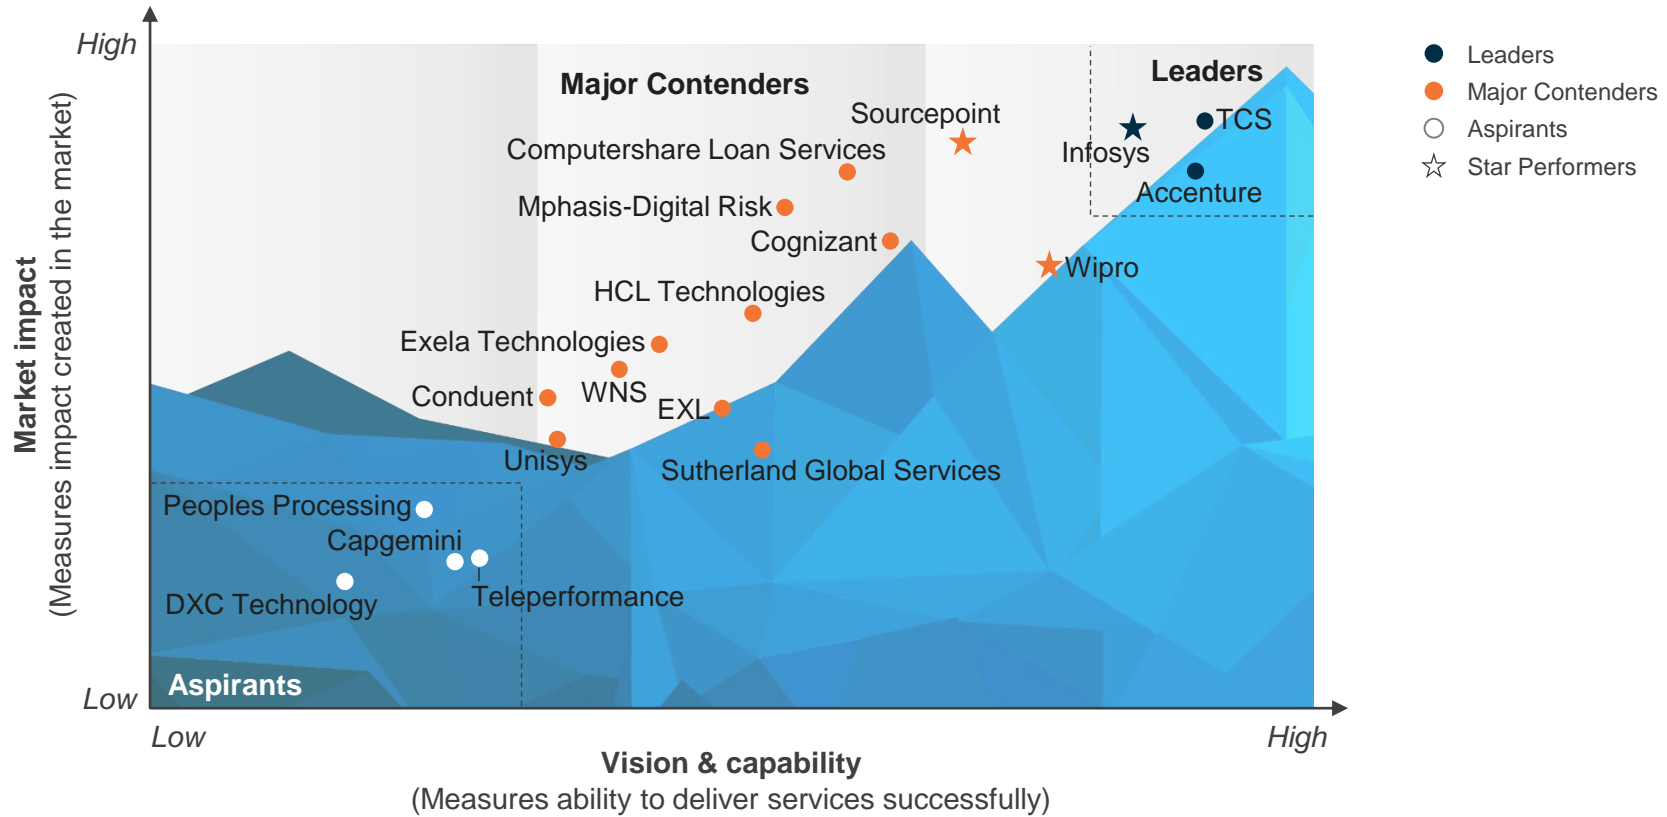 High
Major Contenders
Leaders
Sourcepoint
TCS
Computershare Loan Services
Infosys
Accenture
Mphasis-Digital Risk
Cognizant
Wipro
HCL Technologies
Exela Technologies
WNS
Conduent
EXL
Unisys
Sutherland Global Services
Peoples Processing
Capgemini
Teleperformance
DXC Technology
Aspirants
Low
Market impact
(Measures impact created in the market)
Low
High
Vision & capability
(Measures ability to deliver services successfully)
Leaders
Major Contenders
Aspirants
Star Performers